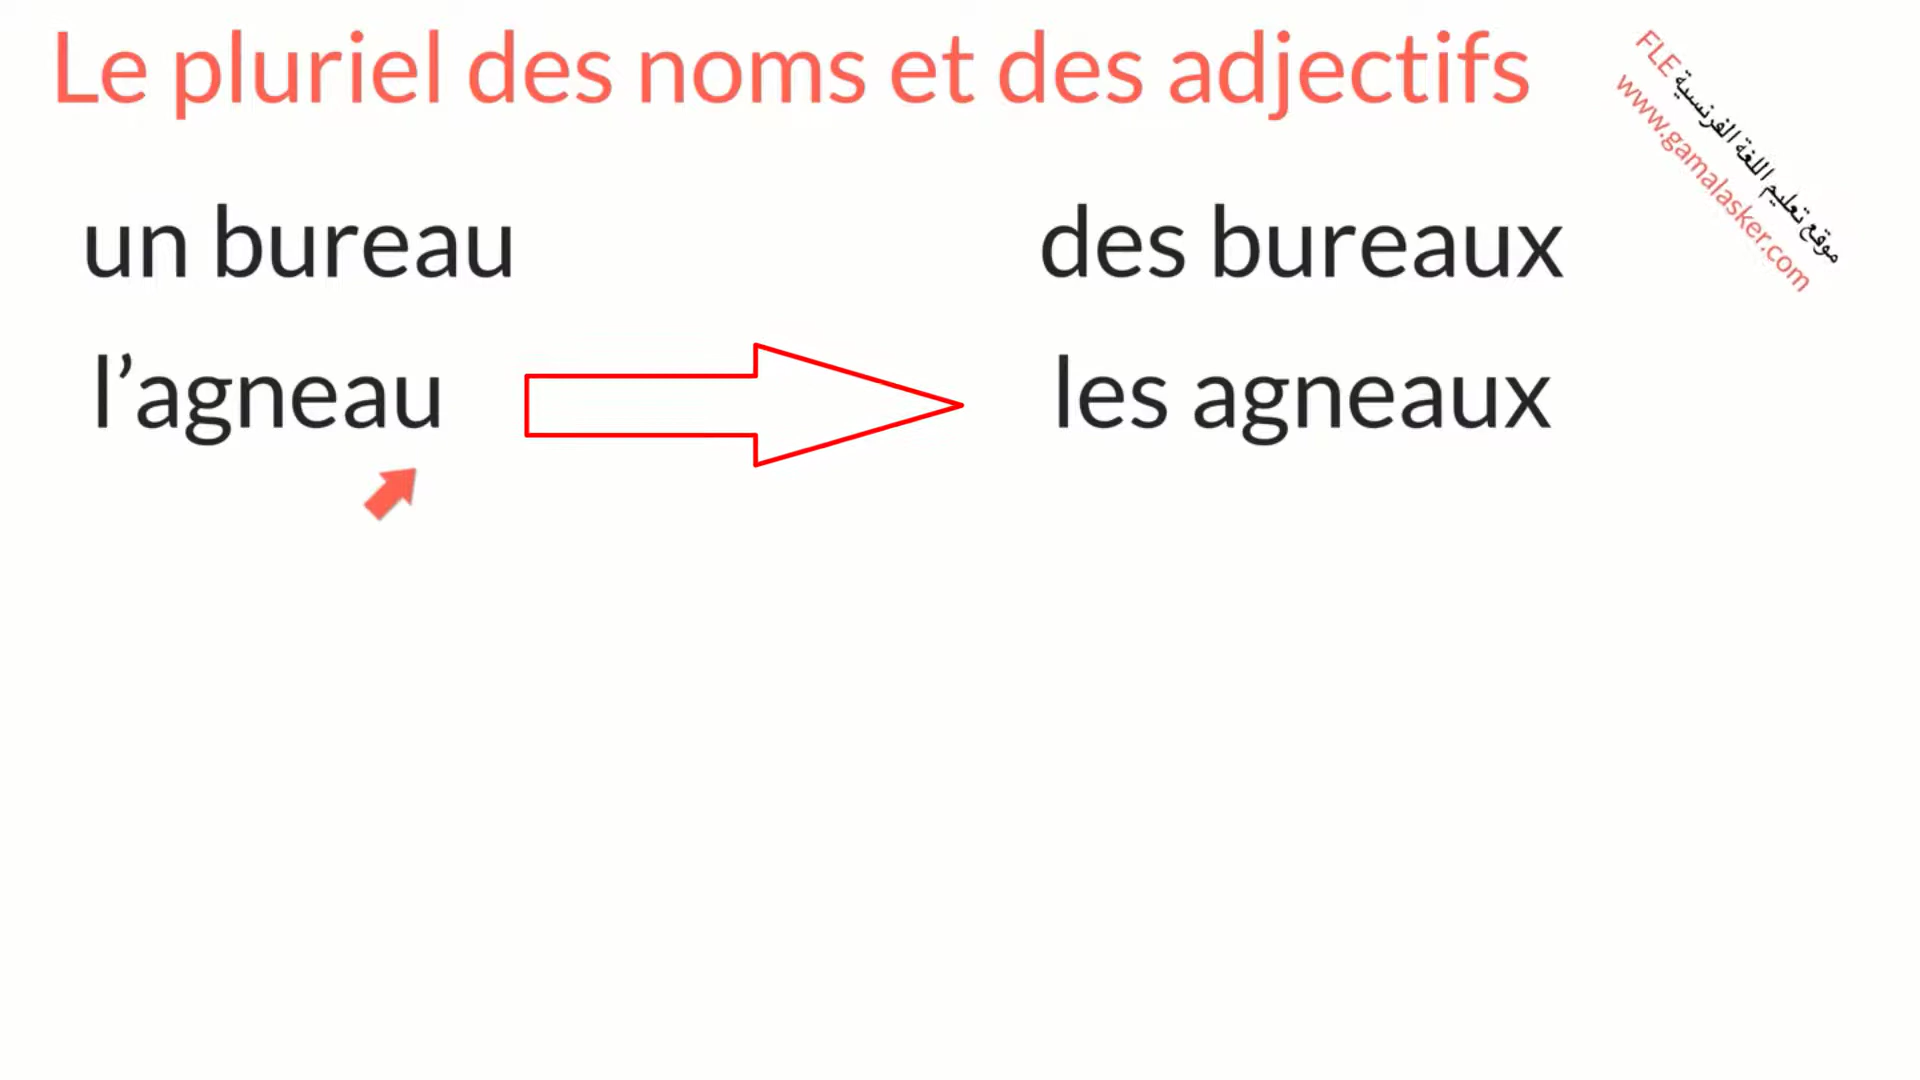 Le pluriel des noms et des adjectifs
FLE موقع تعليم اللغة الفرنسية
www.gamalasker.com
un bureau
des bureaux
l’agneau
les agneaux